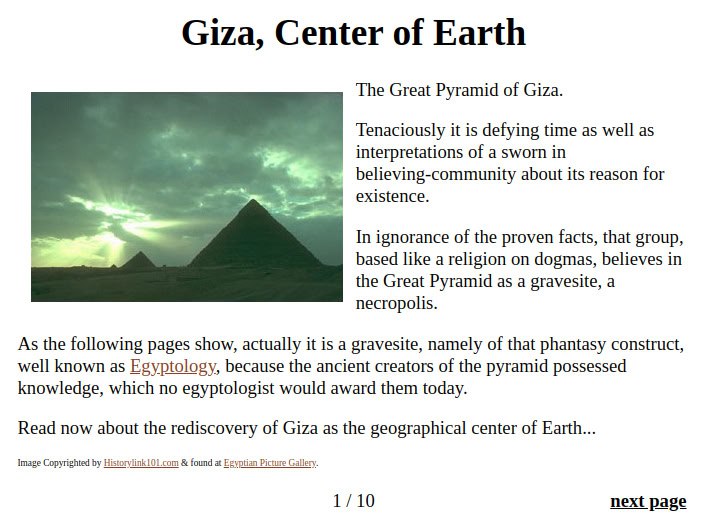 Giza, Center of Earth
The Great Pyramid of Giza.
Tenaciously it is defying time as well as
interpretations of a sworn in
believing-community about its reason for
existence.
In ignorance of the proven facts, that group,
based like a religion on dogmas, believes in
the Great Pyramid as a gravesite, a
necropolis.
As the following pages show, actually it is a gravesite, namely of that phantasy construct,
well known as Egyptology, because the ancient creators of the pyramid possessed
knowledge, which no egyptologist would award them today.
Read now about the rediscovery of Giza as the geographical center of Earth...
Image Copyrighted by Historylink101.com & found at Egyptian Picture Gallery.
1 / 10
next page